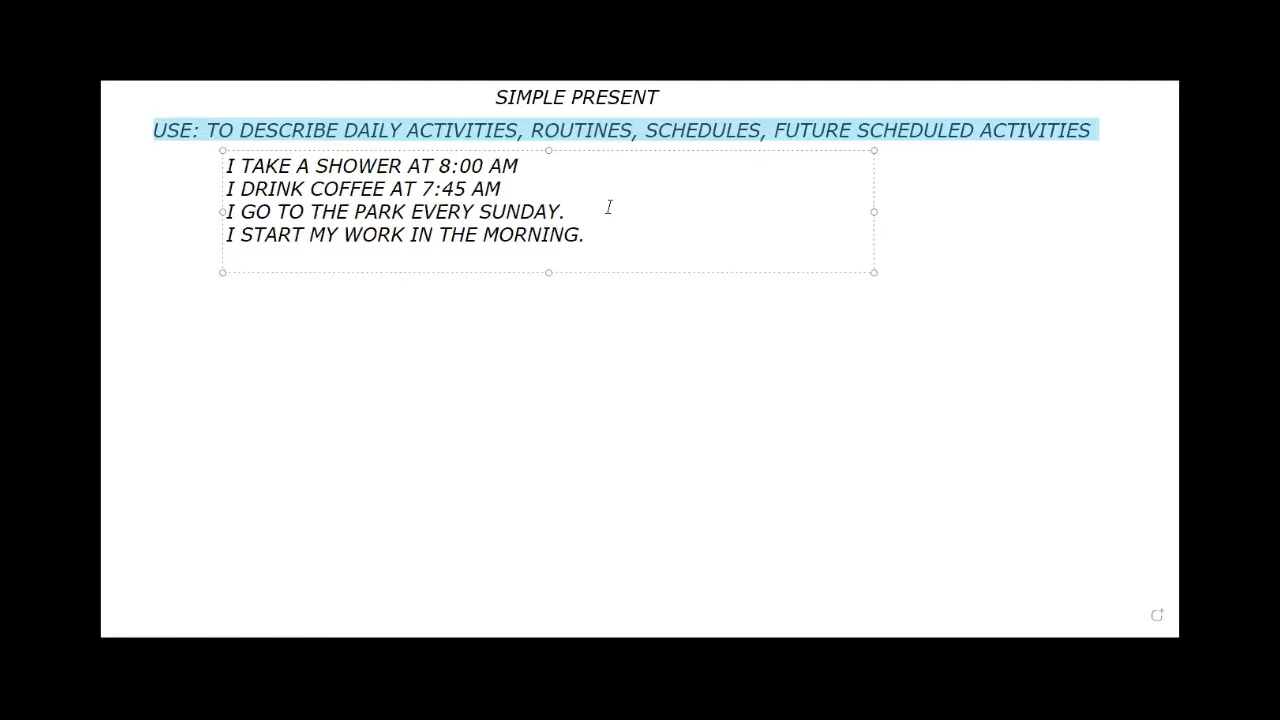 SIMPLE PRESENT
USE: TO DESCRIBE DAILY ACTIVITIES, ROUTINES, SCHEDULES, FUTURE SCHEDULED ACTIVITIES
I TAKE A SHOWER AT 8:00 AM
I DRINK COFFEE AT 7:45 AM
I GO TO THE PARK EVERY SUNDAY.
I START MY WORK IN THE MORNING.